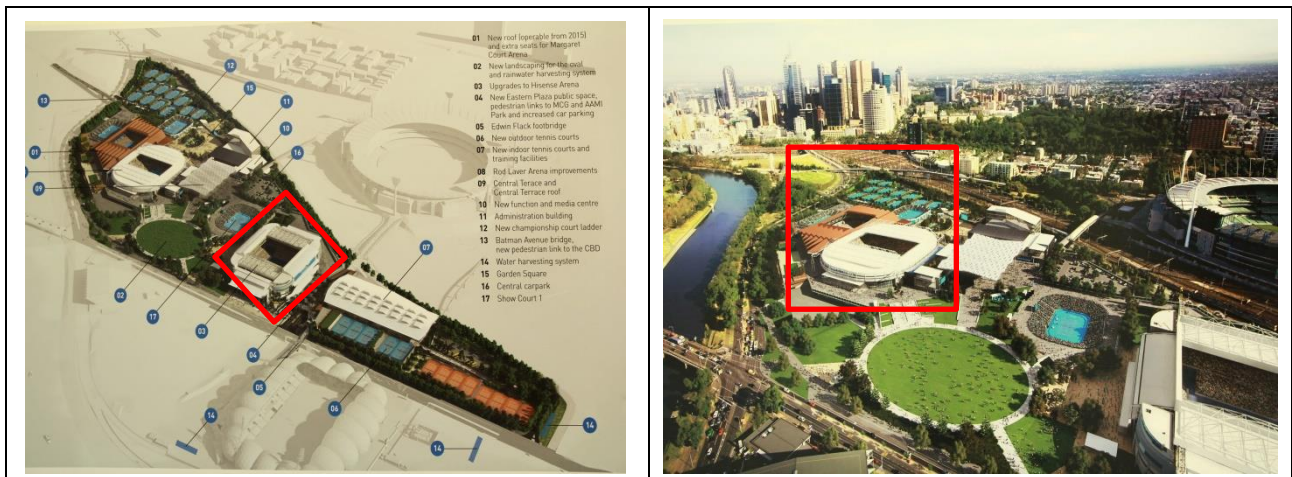 01 New roof (operable from 2015)
and extra seats for Margaret
Court Arena
02 New landscaping for the oval
and rainwater harvesting system
03 Upgrades to Hisense Arena
04 New Eastern Plaza public space,
pedestrian links to MCG and AAMI
Park and increased car parking
05 Edwin Flack footbridge
06 New outdoor tennis courts
07 New indoor tennis courts and
training facilities
08 Rod Laver Arena improvements
09 Central Terace and
Central Terrace roof
10 New function and media centre
11 Administration building
12 New championship court ladder
13 Batman Avenue bridge,
new pedestrian link to the CBD
14 Water harvesting system
15 Garden Square
16 Central carpark
17 Show Court 1
12
15
13
11
10
01
16
09
07
02
17
03
04
05
06
14
14
14